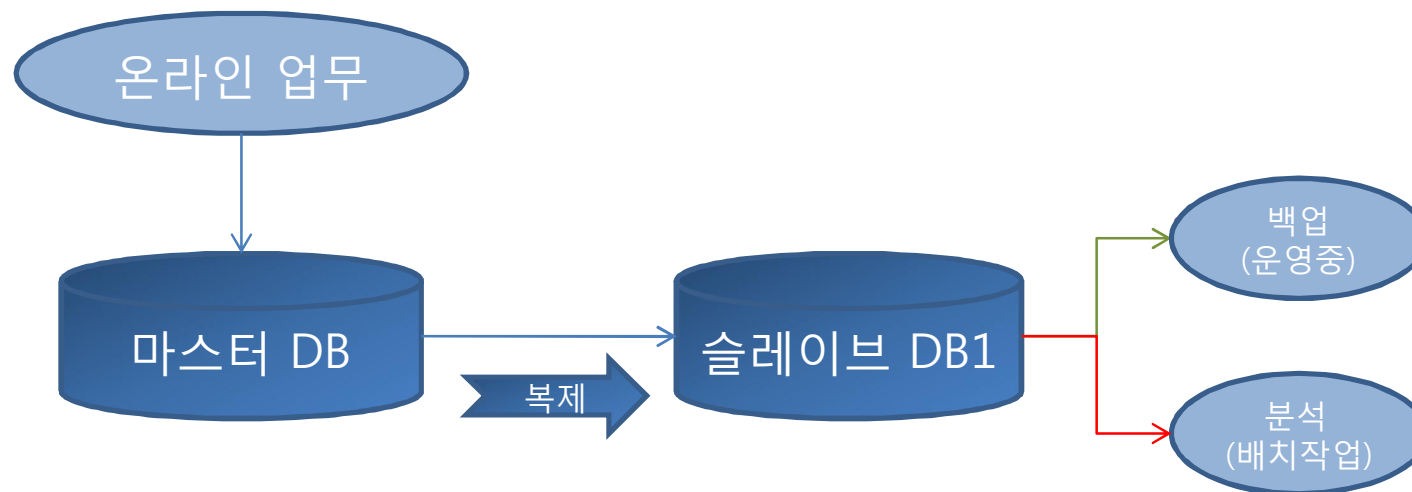 온라인 업무
마스터 DB
복제
슬레이브 DB1
백업
(운영중)
분석
(배치작업)